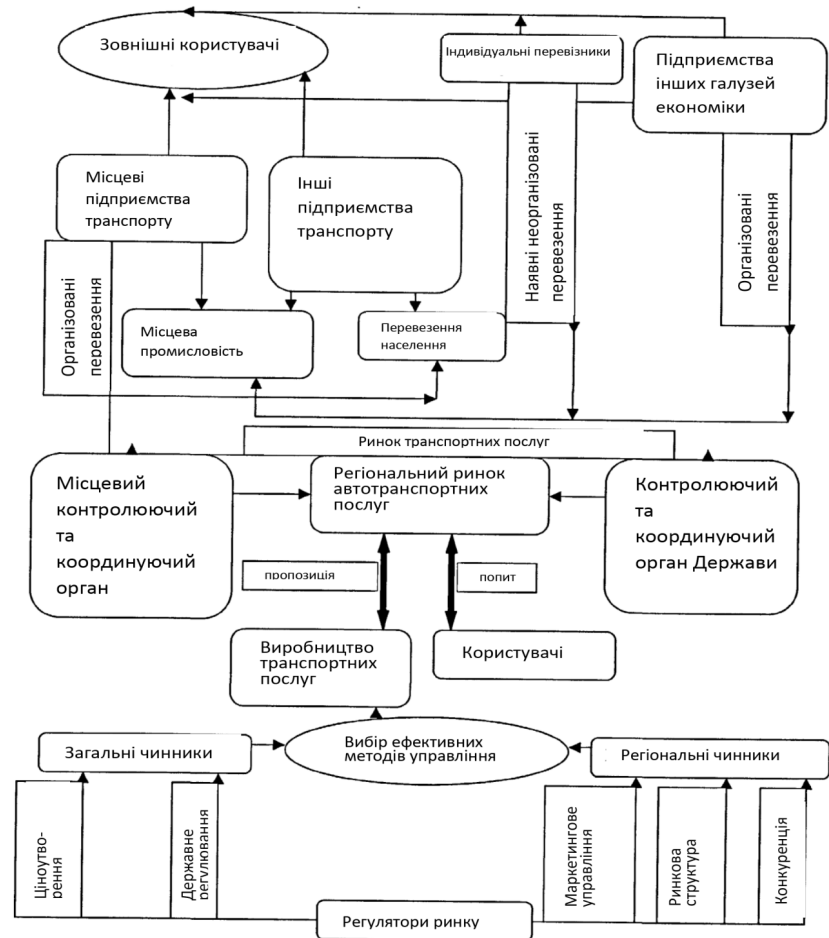 Зовнішні користувачі
Індивідуальні перевізники
Підприємства
інших галузей
економіки
Місцеві
підприємства
транспорту
Інші
підприємства
транспорту
Наявні неорганізовані
перевезення
Організовані
перевезення
Організовані
перевезення
Місцева
промисловість
Перевезення
населення
Ринок транспортних послуг
Місцевий
контролюючий
та
координуючий
орган
Регіональний ринок
автотранспортних
послуг
Контролюючий
та
координуючий
орган Держави
пропозиція
попит
Виробництво
транспортних
послуг
Користувачі
Загальні чинники
Вибір ефективних
методів управління
Регіональні чинники
Ціноутво-
рення
Державне
регулювання
Маркетингове
управління
Ринкова
структура
Конкуренція
Регулятори ринку